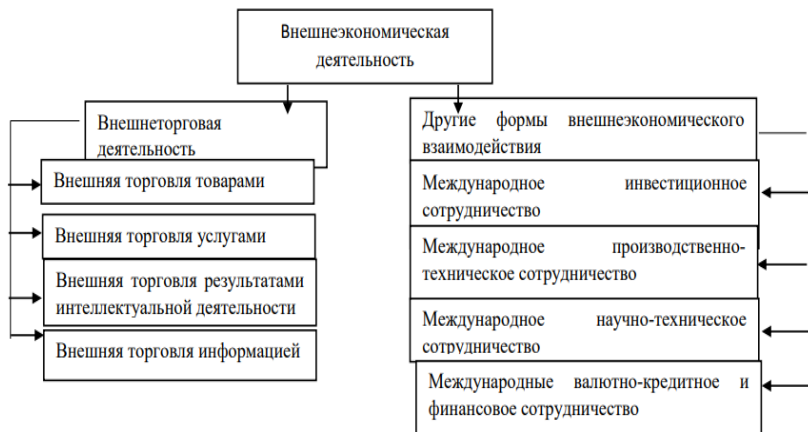 Внешнеэкономическая
деятельность
Внешнеторговая
деятельность
Внешняя торговля товарами
Внешняя торговля услугами
Внешняя торговля результатами
интеллектуальной деятельности
Внешняя торговля информацией
Другие формы внешнеэкономического
взаимодействия
Международное инвестиционное
сотрудничество
Международное производственно-
техническое сотрудничество
Международное научно-техническое
сотрудничество
Международные валютно-кредитное и
финансовое сотрудничество